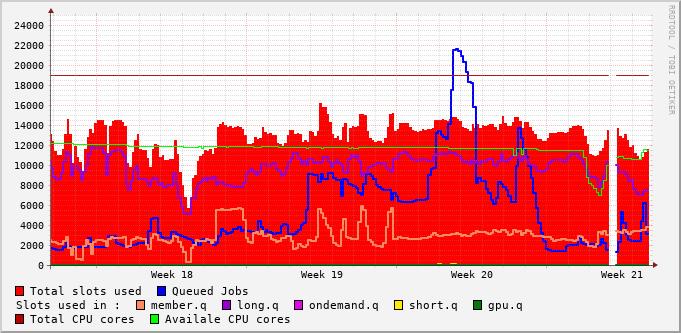 RRDTOOL / TOBI OETIKER
24000
22000
20000
18000
16000
14000
12000
10000
8000
6000
4000
2000
0
Week 18 Week 19 Week 20 Week 21
Total slots used Queued Jobs
Slots used in : member.q long.q ondemand.q short.q gpu.q
Total CPU cores Availale CPU cores